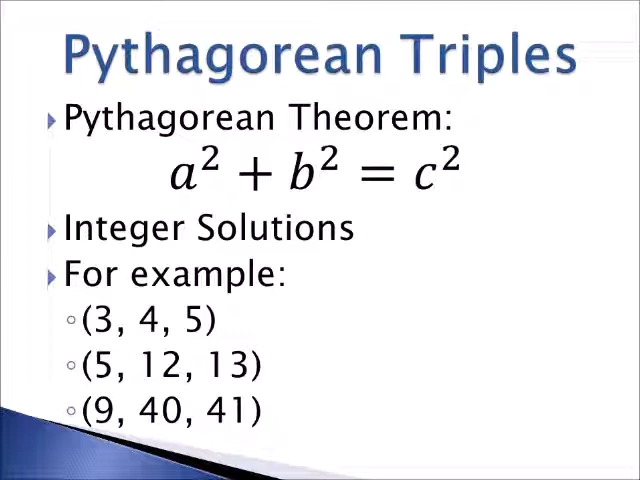 Pythagorean Triples
Pythagorean Theorem:
a² + b² = c²
Integer Solutions
For example:
(3, 4, 5)
(5, 12, 13)
(9, 40, 41)